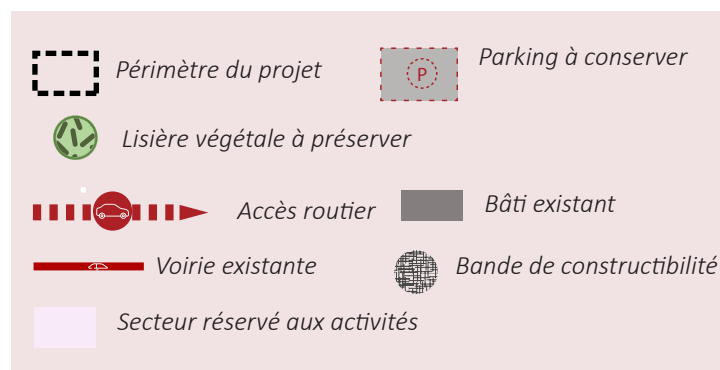 Périmètre du projet
P
Parking à conserver
Lisière végétale à préserver
Accès routier
Bâti existant
Voirie existante
Bande de constructibilité
Secteur réservé aux activités